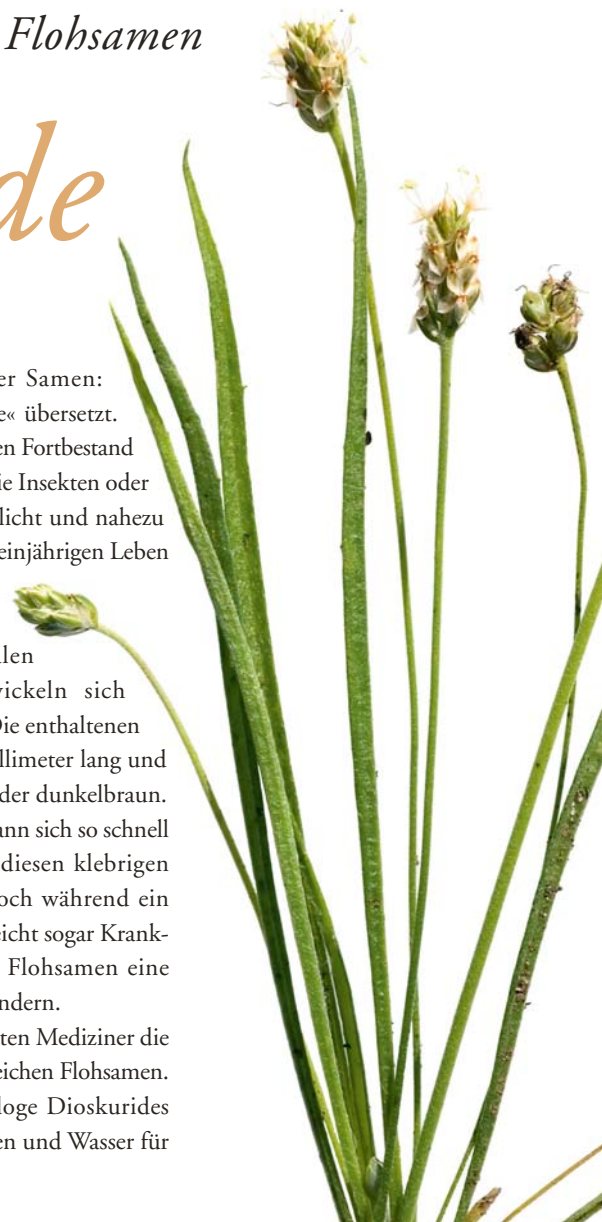 Flohsamen
de
er Samen:
e« übersetzt.
en Fortbestand
ie Insekten oder
licht und nahezu
einjährigen Leben
len
vickeln sich
Die enthaltenen
llimeter lang und
der dunkelbraun.
ann sich so schnell
diesen klebrigen
och während ein
eicht sogar Krank-
Flohsamen eine
ndern.
ten Mediziner die
eichen Flohsamen.
loge Dioskurides
en und Wasser für